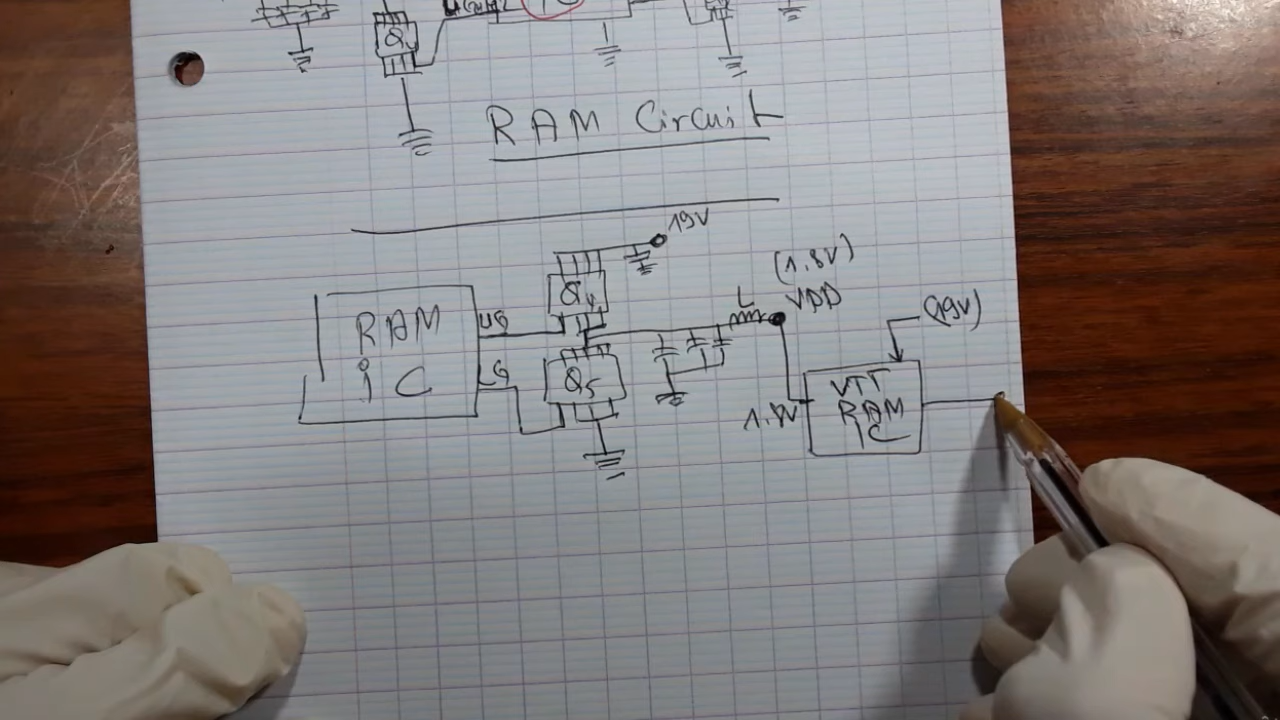 RAM Circuit
19V
(1.8V)
VDD
L
UG
Q4
RAM
ic
LG
Q5
(19V)
VTT
RAM
IC
1.8V